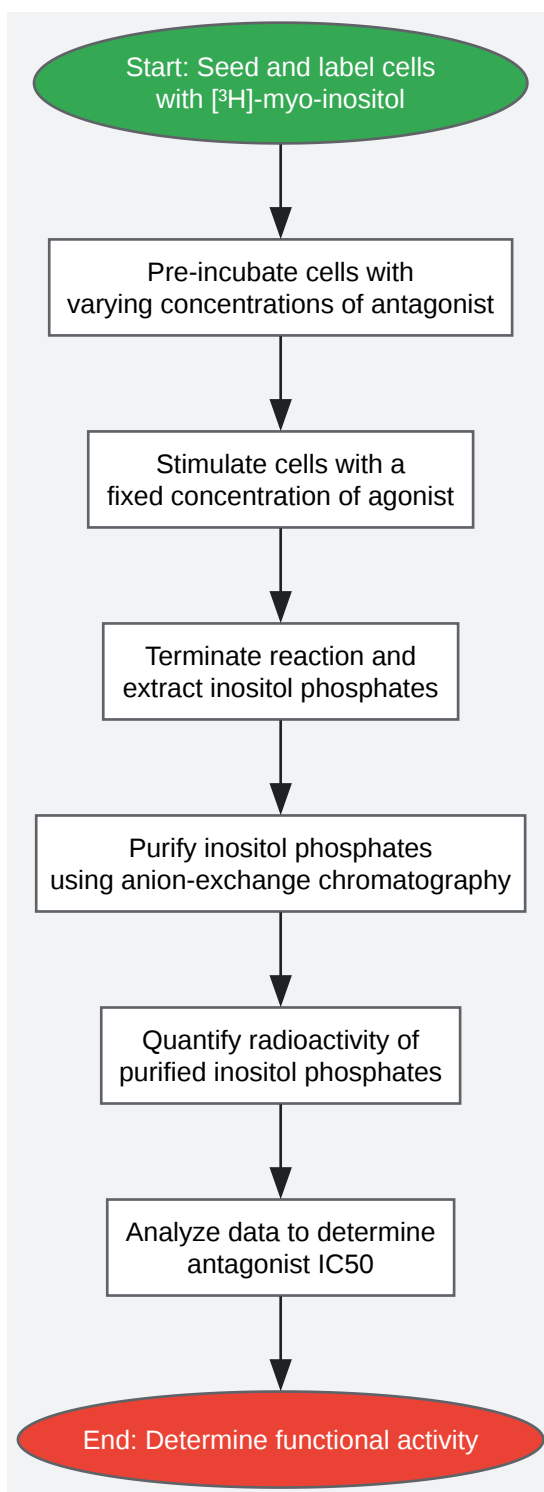 Start: Seed and label cells
with [³H]-myo-inositol
Pre-incubate cells with
varying concentrations of antagonist
Stimulate cells with a
fixed concentration of agonist
Terminate reaction and
extract inositol phosphates
Purify inositol phosphates
using anion-exchange chromatography
Quantify radioactivity of
purified inositol phosphates
Analyze data to determine
antagonist IC50
End: Determine functional activity